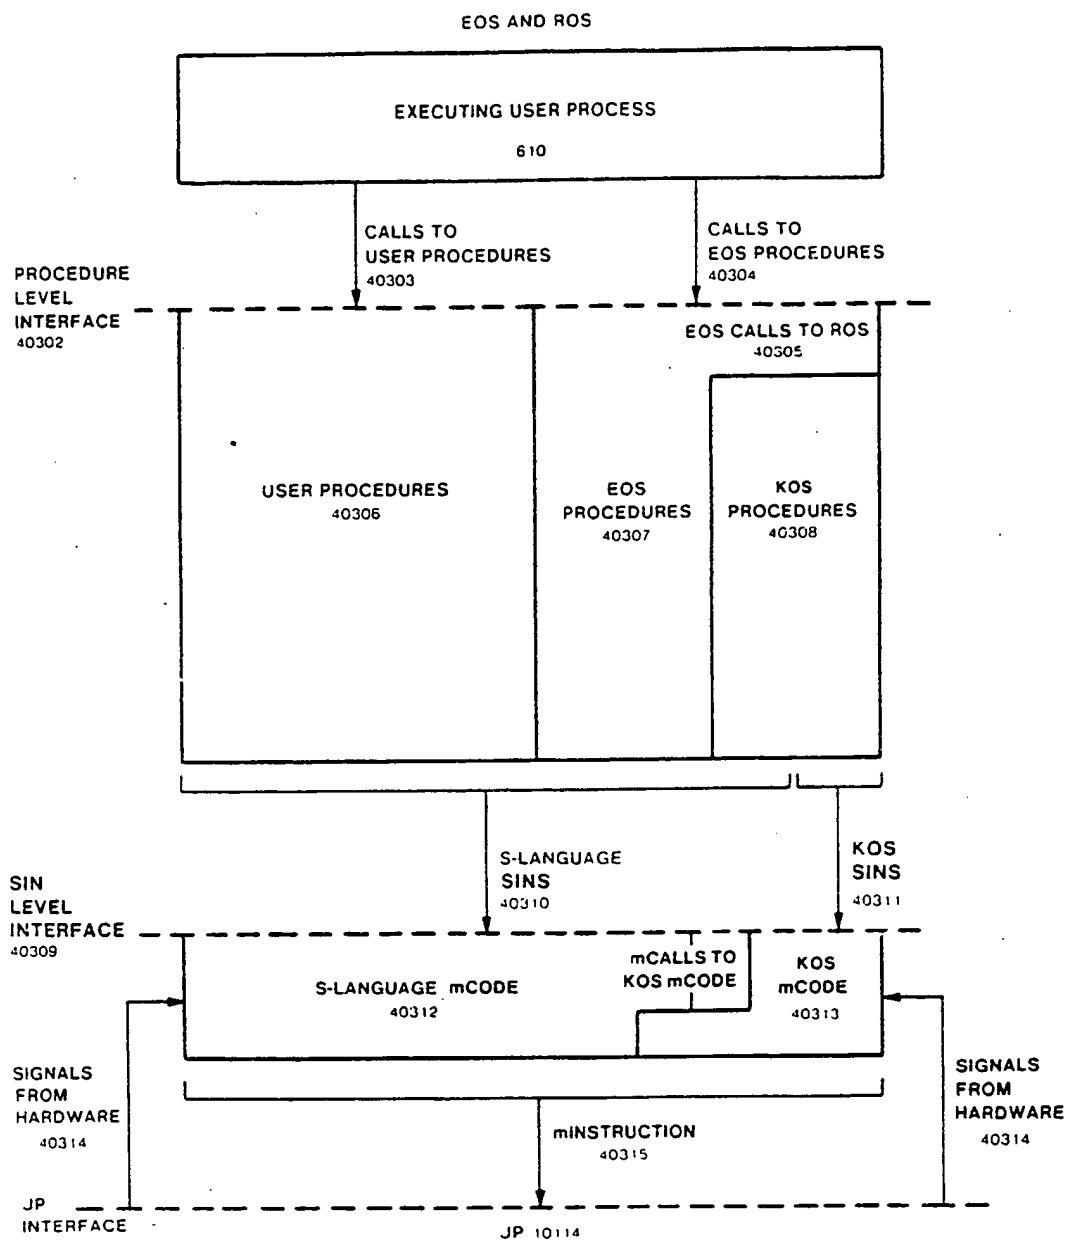 EOS AND ROS
EXECUTING USER PROCESS
610
CALLS TO
USER PROCEDURES
40303
CALLS TO
EOS PROCEDURES
40304
PROCEDURE
LEVEL
INTERFACE
40302
EOS CALLS TO ROS
40305
USER PROCEDURES
40306
EOS
PROCEDURES
40307
KOS
PROCEDURES
40308
S-LANGUAGE
SINS
40310
KOS
SINS
40311
SIN
LEVEL
INTERFACE
40309
S-LANGUAGE mCODE
40312
mCALLS TO
KOS mCODE
KOS
mCODE
40313
SIGNALS
FROM
HARDWARE
40314
mINSTRUCTION
40315
SIGNALS
FROM
HARDWARE
40314
JP
INTERFACE
JP 10114